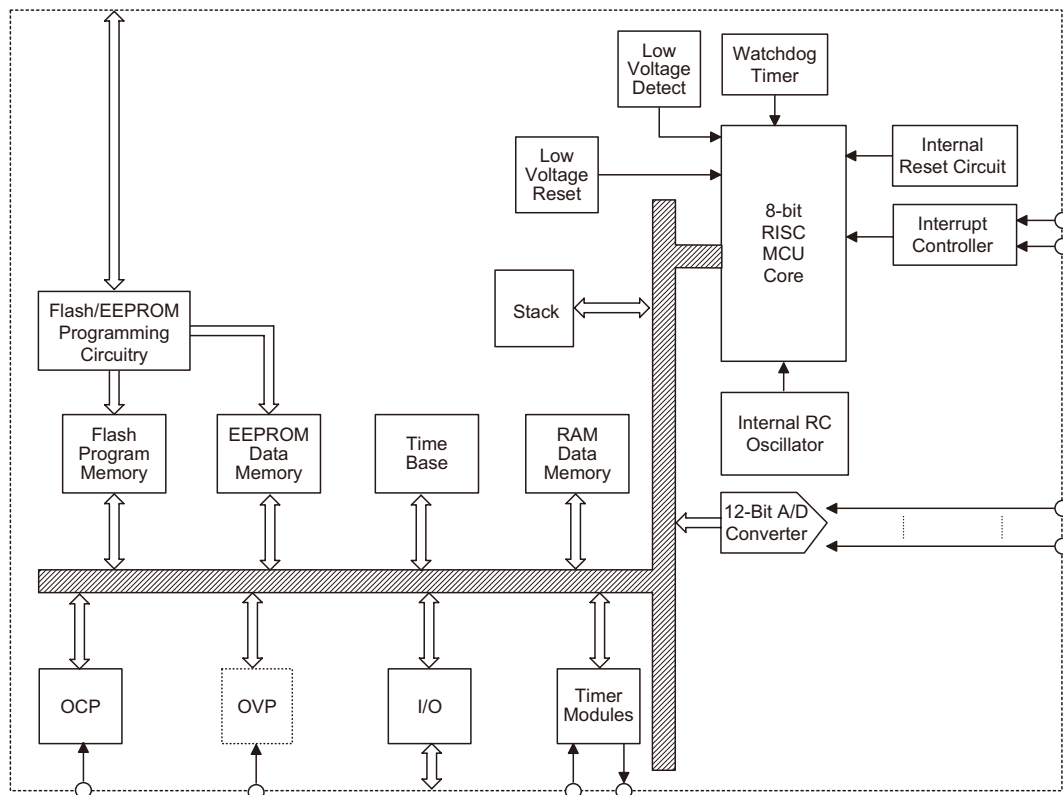 Low
Voltage
Detect
Watchdog
Timer
Low
Voltage
Reset
8-bit
RISC
MCU
Core
Internal
Reset Circuit
Interrupt
Controller
Stack
Flash/EEPROM
Programming
Circuitry
Flash
Program
Memory
EEPROM
Data
Memory
Time
Base
RAM
Data
Memory
Internal RC
Oscillator
12-Bit A/D
Converter
OCP
OVP
I/O
Timer
Modules